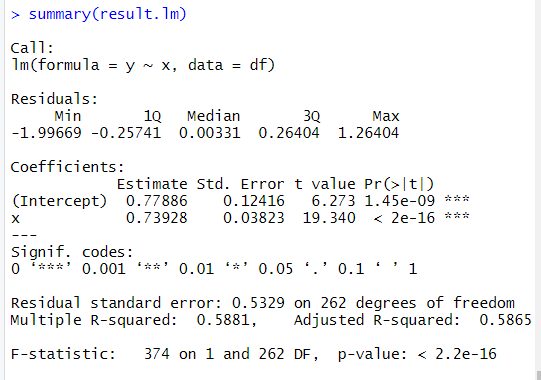 > summary(result.lm)
Call:
lm(formula = y ~ x, data = df)
Residuals:
     Min       1Q   Median       3Q      Max
-1.99669 -0.25741  0.00331  0.26404  1.26404
Coefficients:
            Estimate Std. Error t value Pr(>|t|)
(Intercept)  0.77886    0.12416   6.273 1.45e-09 ***
x            0.73928    0.03823  19.340  < 2e-16 ***
---
Signif. codes:
0 ‘***’ 0.001 ‘**’ 0.01 ‘*’ 0.05 ‘.’ 0.1 ‘ ’ 1
Residual standard error: 0.5329 on 262 degrees of freedom
Multiple R-squared:  0.5881,    Adjusted R-squared:  0.5865
F-statistic:   374 on 1 and 262 DF,  p-value: < 2.2e-16